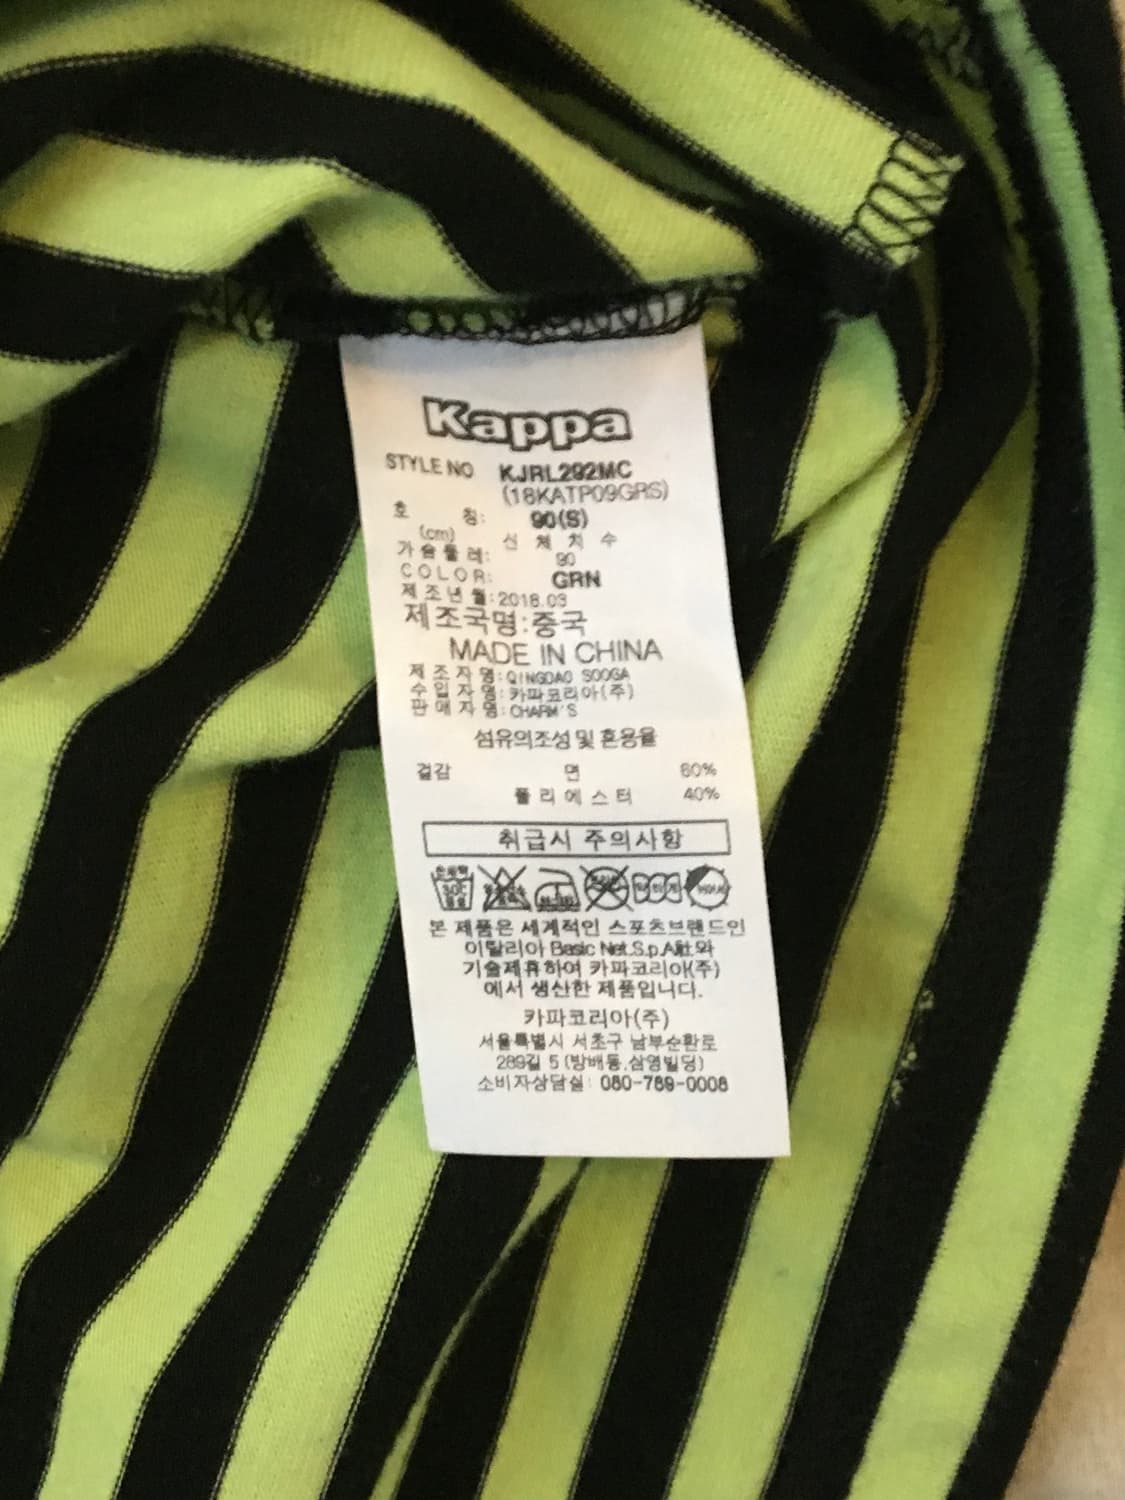 Kappa
STYLE NO KJRL292MC
(18KATP09GRS)
호 칭: 90(S)
(cm) 신 체 치 수
가슴둘레: 90
COLOR: GRN
제조년월:2018.03
제조국명:중국
MADE IN CHINA
제조자명:QINGDAO SOOGA
수입자명:카파코리아(주)
판매자명:CHARM'S
섬유의조성 및 혼용율
겉감 면 60%
폴리에스터 40%
취급시 주의사항
본 제품은 세계적인 스포츠브랜드인
이탈리아 Basic Net.S.p.A社와
기술제휴하여 카파코리아(주)
에서 생산한 제품입니다.
카파코리아(주)
서울특별시 서초구 남부순환로
289길 5 (방배동,삼영빌딩)
소비자상담실: 080-789-0008